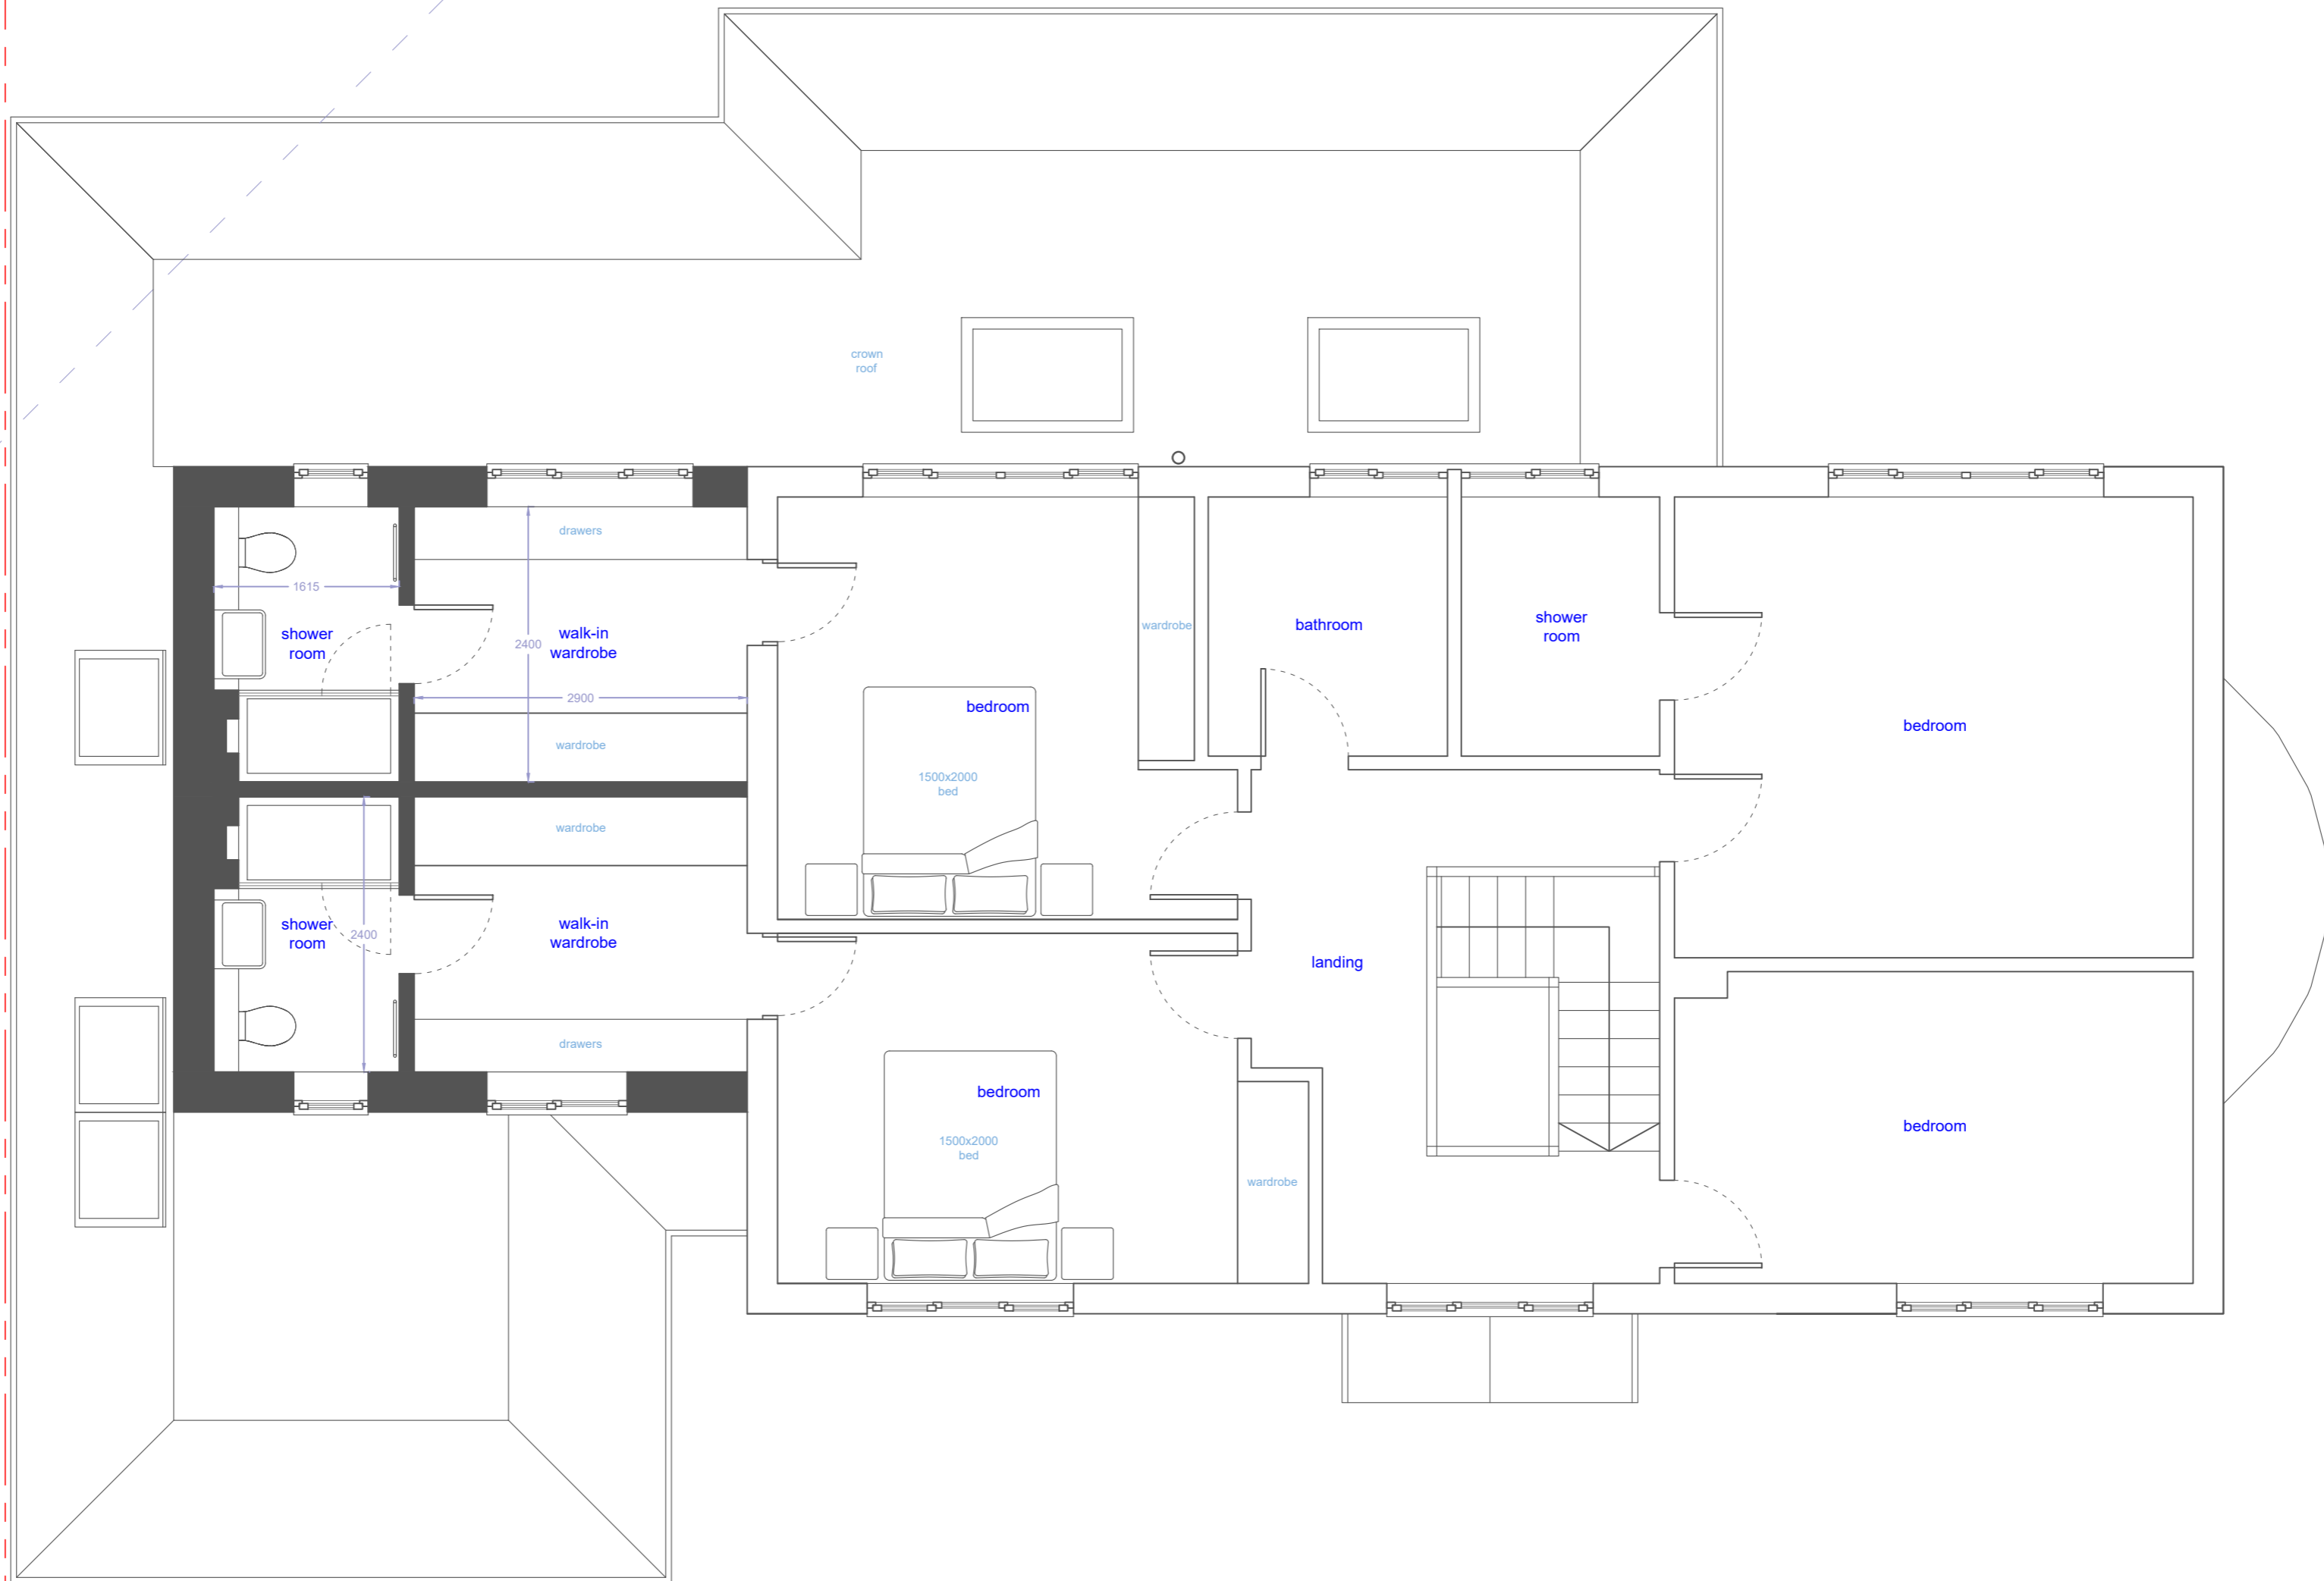 crown
roof
drawers
1615
shower
room
walk-in
wardrobe
2400
2900
wardrobe
wardrobe
bathroom
shower
room
bedroom
1500x2000
bed
bedroom
wardrobe
shower
room
2400
walk-in
wardrobe
drawers
landing
bedroom
1500x2000
bed
wardrobe
bedroom